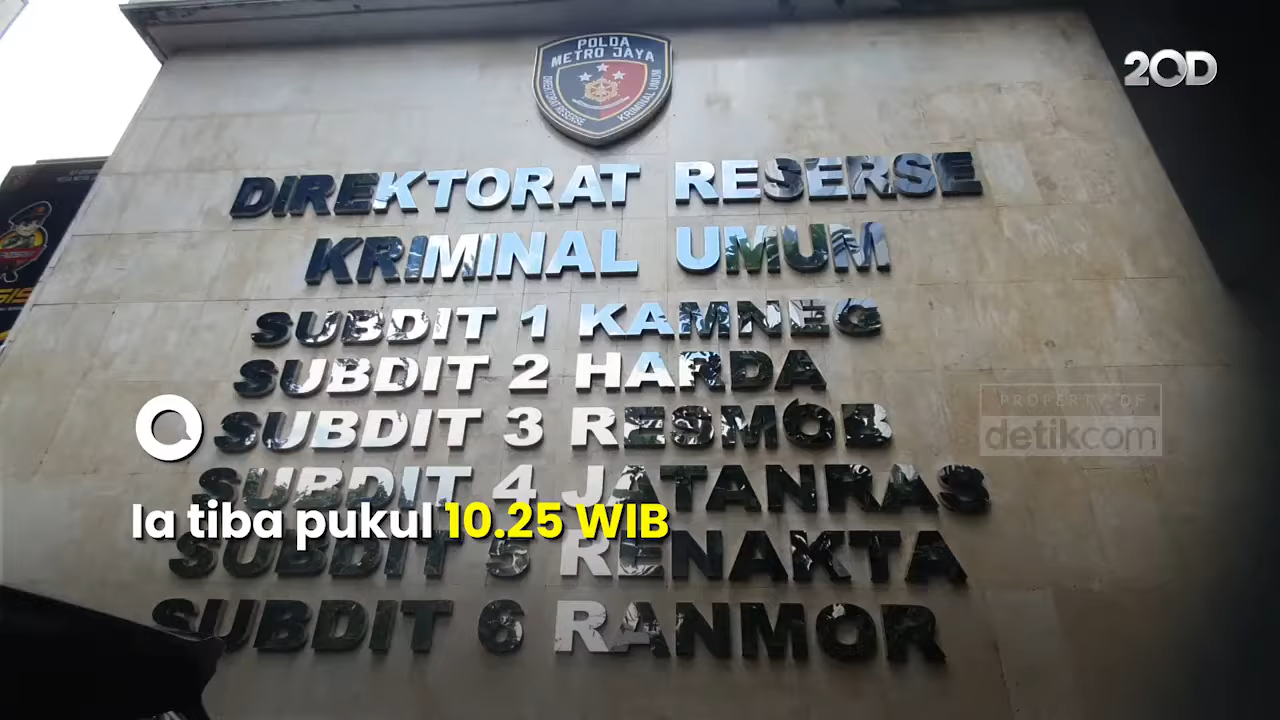 POLDA
METRO JAYA
DIREKTORAT RESERSE
KRIMINAL UMUM
20D
DIREKTORAT RESERSE
KRIMINAL UMUM
SUBDIT 1 KAMNEG
SUBDIT 2 HARDA
SUBDIT 3 RESMOB
PROPERTY OF
detikcom
SUBDIT 4 JATANRAS
Ia tiba pukul 10.25 WIB
SUBDIT 5 RENAKTA
SUBDIT 6 RANMOR